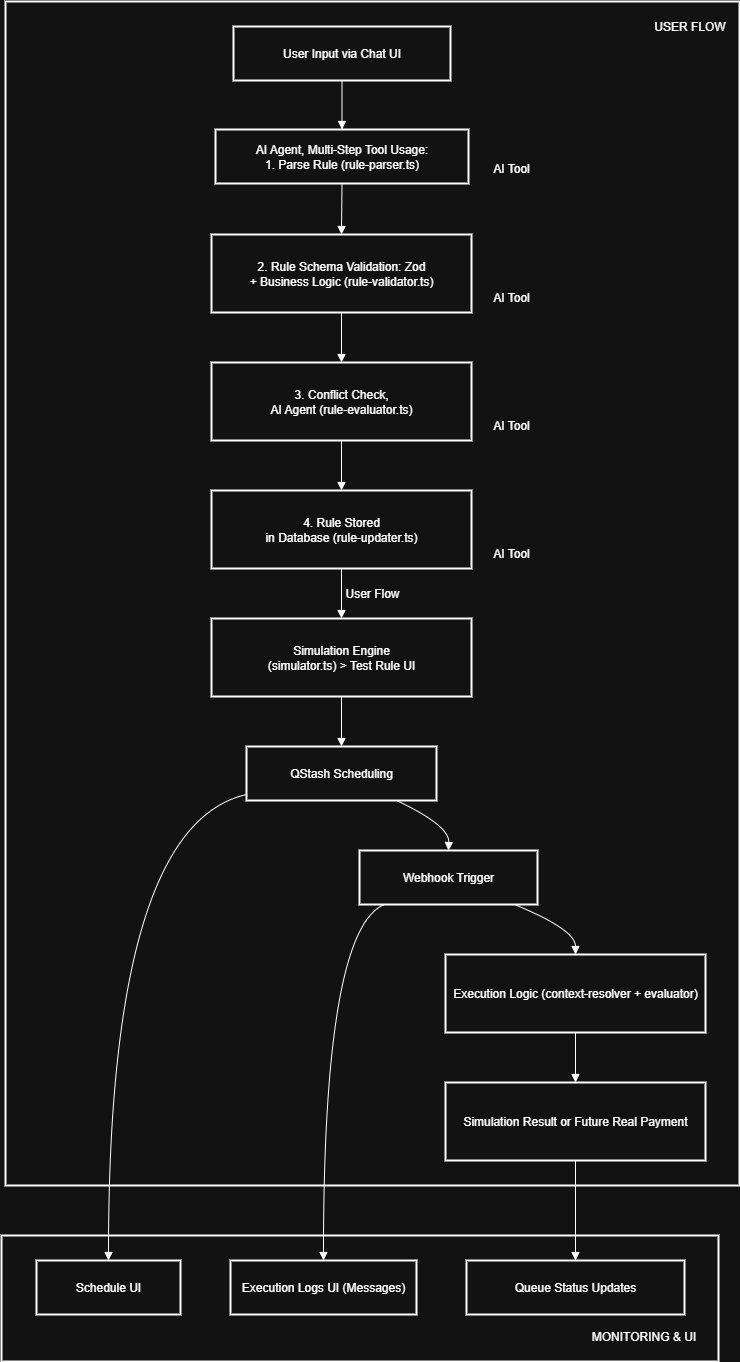 USER FLOW
User Input via Chat UI
AI Agent, Multi-Step Tool Usage:
1. Parse Rule (rule-parser.ts)
AI Tool
2. Rule Schema Validation: Zod
+ Business Logic (rule-validator.ts)
AI Tool
3. Conflict Check,
AI Agent (rule-evaluator.ts)
AI Tool
4. Rule Stored
in Database (rule-updater.ts)
AI Tool
User Flow
Simulation Engine
(simulator.ts) > Test Rule UI
QStash Scheduling
Webhook Trigger
Execution Logic (context-resolver + evaluator)
Simulation Result or Future Real Payment
Schedule UI
Execution Logs UI (Messages)
Queue Status Updates
MONITORING & UI